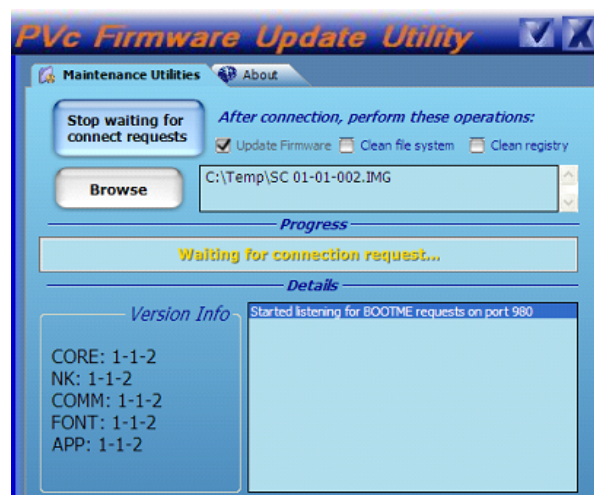 PVc Firmware Update Utility
Maintenance Utilities
About
Stop waiting for
connect requests
After connection, perform these operations:
Update Firmware
Clean file system
Clean registry
Browse
C:\Temp\SC 01-01-002.IMG
Progress
Waiting for connection request...
Details
Version Info
Started listening for BOOTME requests on port 980
CORE: 1-1-2
NK: 1-1-2
COMM: 1-1-2
FONT: 1-1-2
APP: 1-1-2